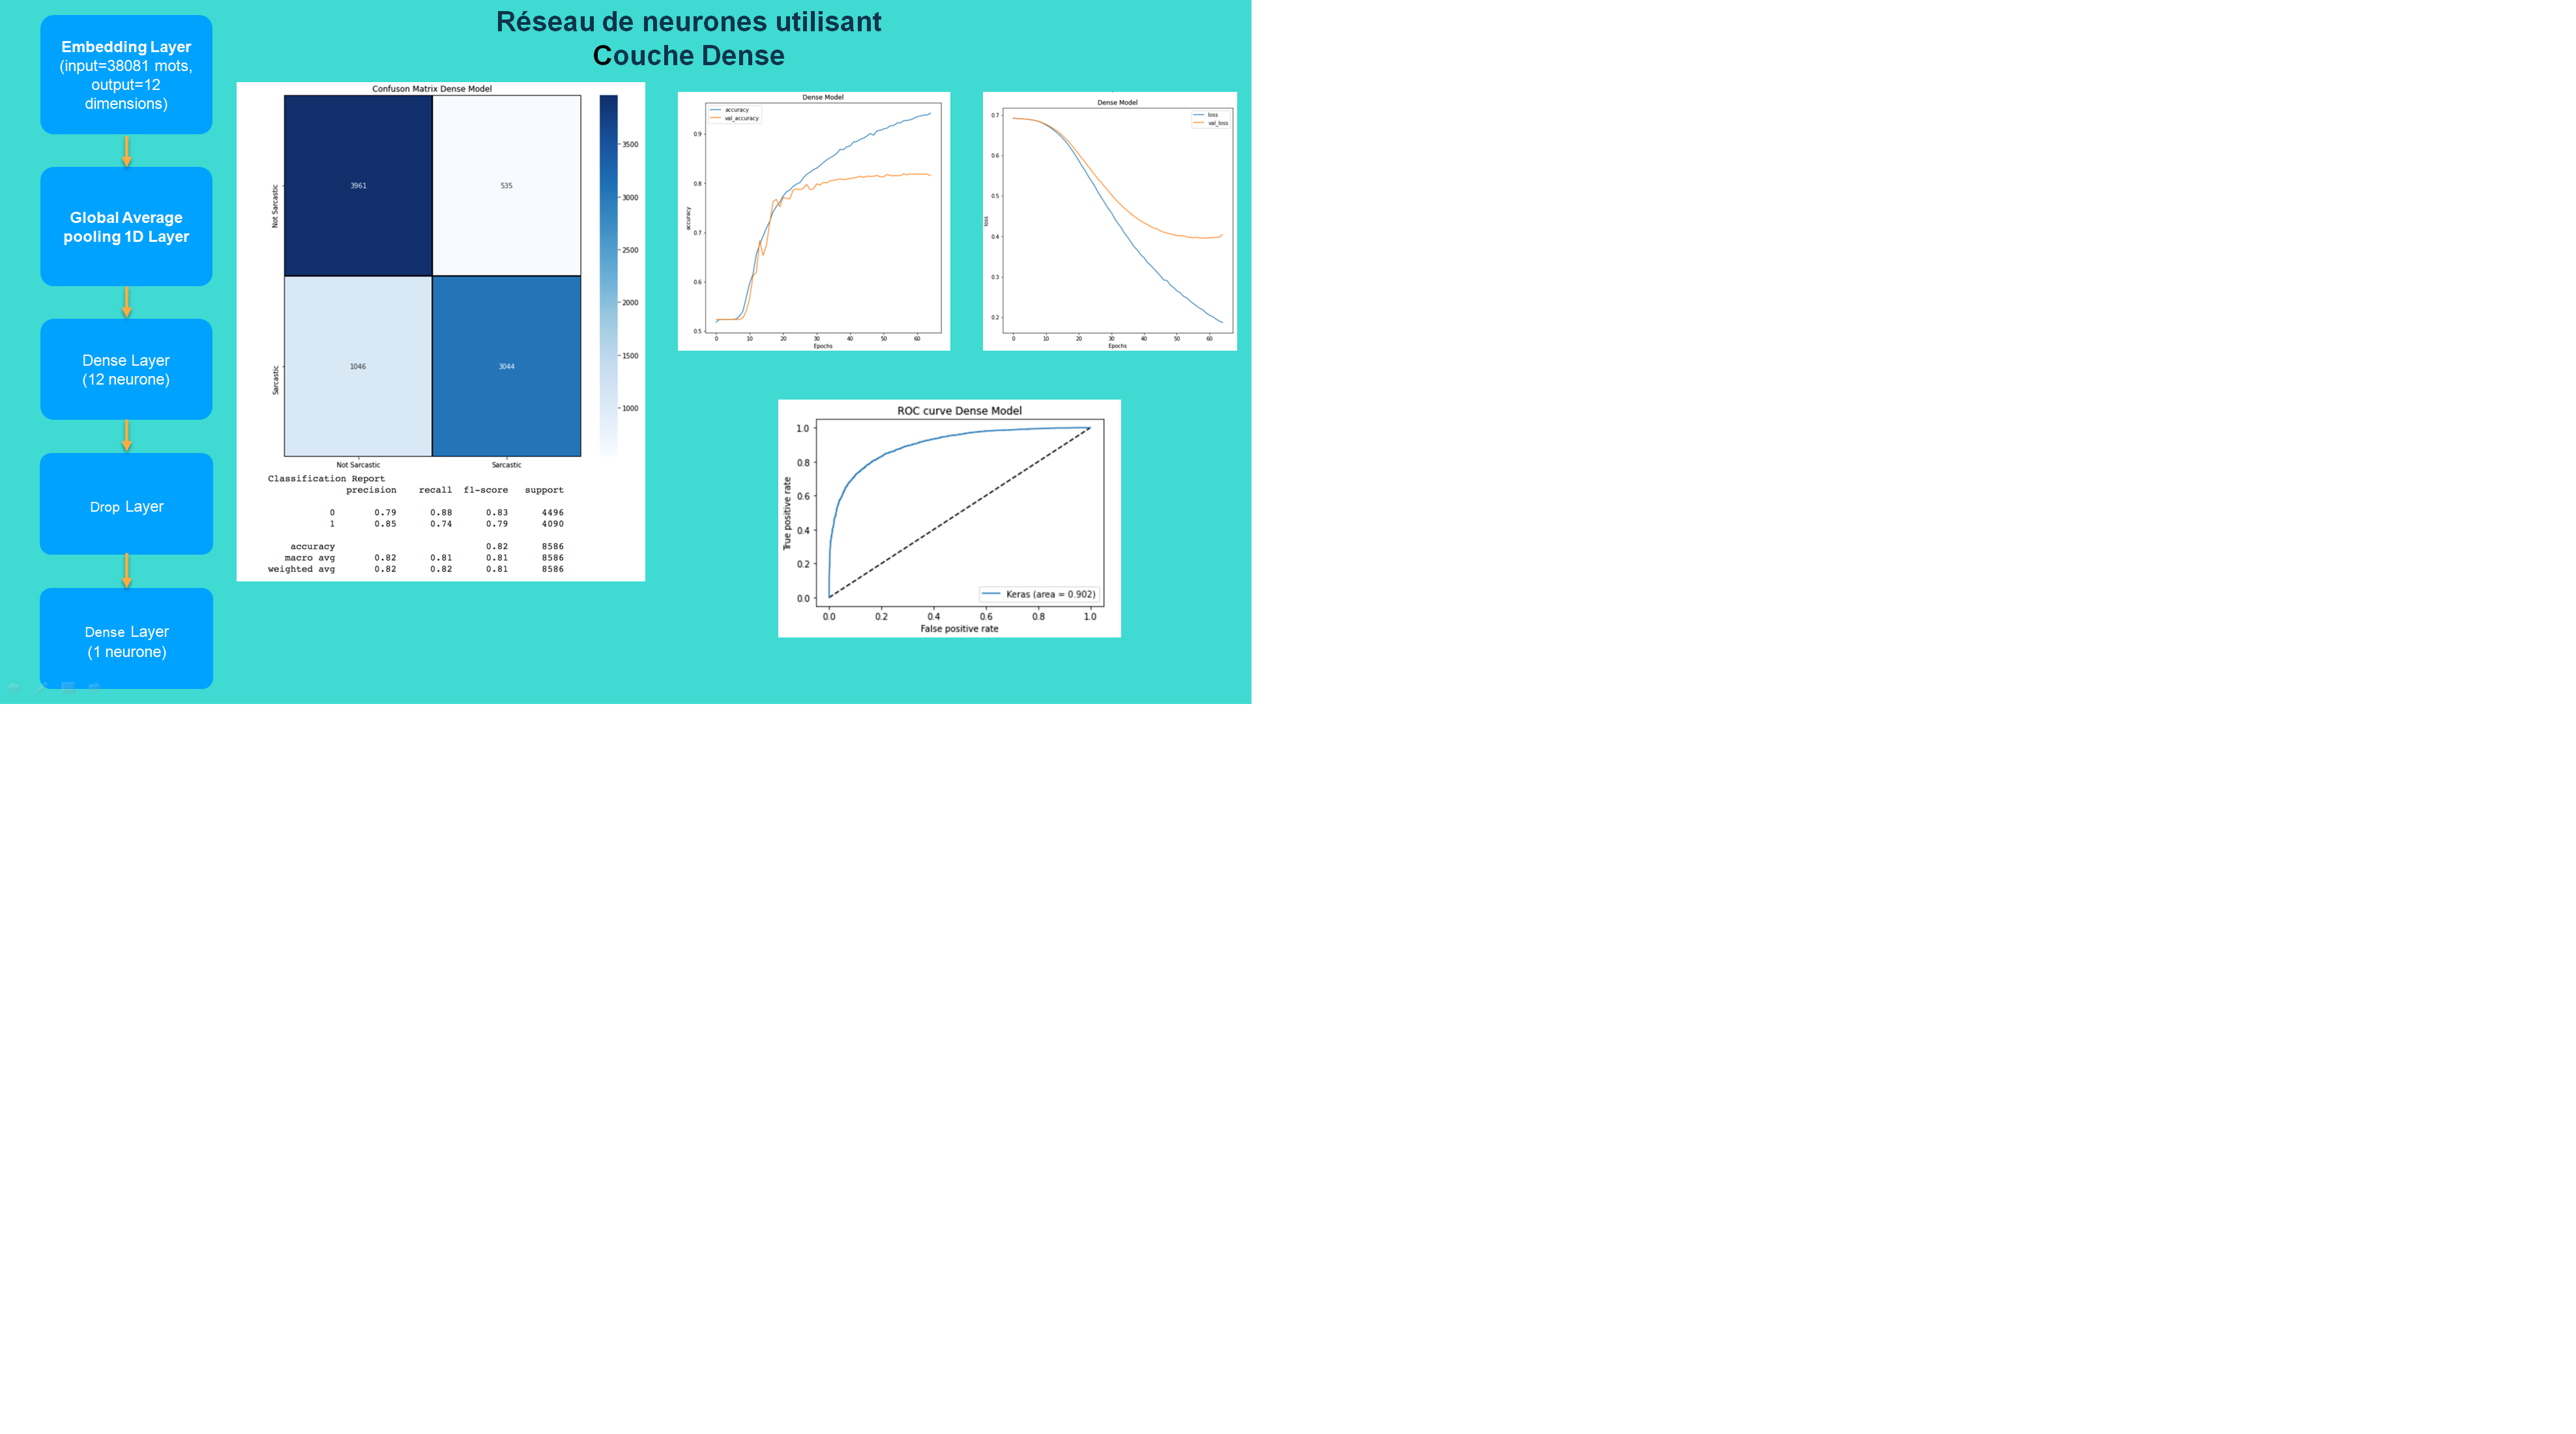 Réseau de neurones utilisant
Couche Dense
Embedding Layer
(input=38081 mots,
output=12
dimensions)
Global Average
pooling 1D Layer
Dense Layer
(12 neurone)
Drop Layer
Dense Layer
(1 neurone)
Confuson Matrix Dense Model
Not Sarcastic
3961
535
Sarcastic
1046
3044
Not Sarcastic
Sarcastic
3500
3000
2500
2000
1500
1000
Classification Report
precision recall f1-score support
0 0.79 0.88 0.83 4496
1 0.85 0.74 0.79 4090
accuracy 0.82 8586
macro avg 0.82 0.81 0.81 8586
weighted avg 0.82 0.82 0.81 8586
Dense Model
accuracy
val_accuracy
0.9
0.8
0.7
0.6
0.5
accuracy
0 10 20 30 40 50 60
Epochs
Dense Model
loss
val_loss
0.7
0.6
0.5
0.4
0.3
0.2
loss
0 10 20 30 40 50 60
Epochs
ROC curve Dense Model
1.0
0.8
0.6
0.4
0.2
0.0
True positive rate
Keras (area = 0.902)
0.0 0.2 0.4 0.6 0.8 1.0
False positive rate